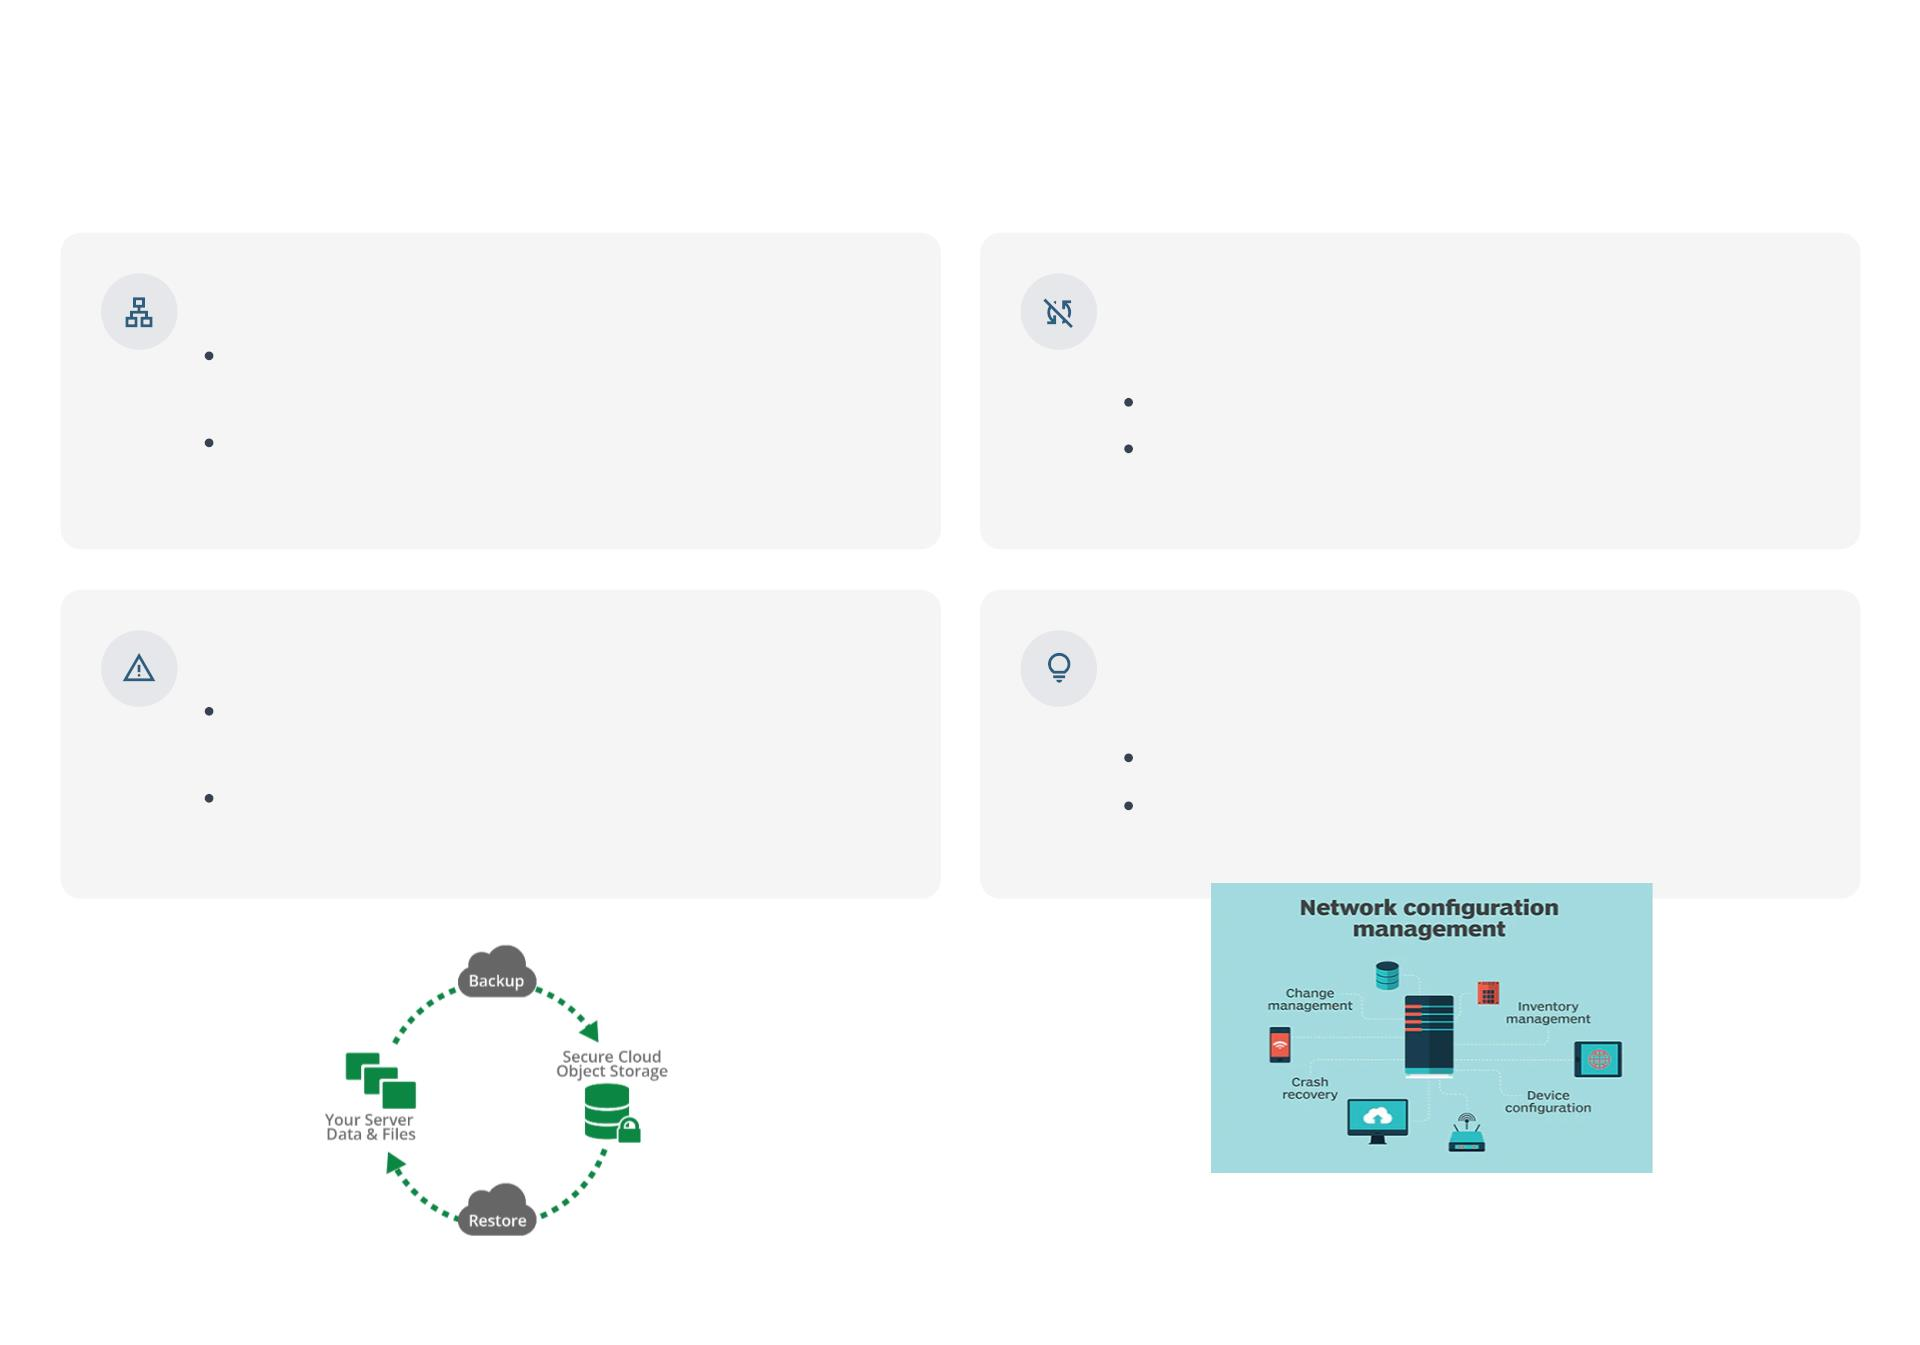 Backup
Secure Cloud
Object Storage
Your Server
Data & Files
Restore
Network configuration
management
Change
management
Inventory
management
Crash
recovery
Device
configuration